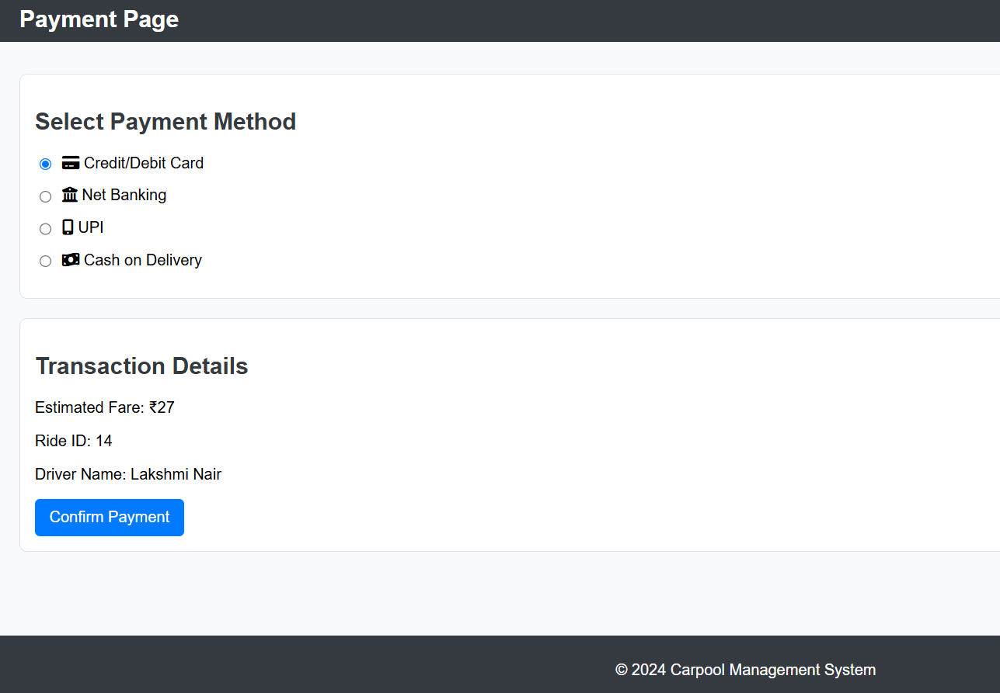 Payment Page
Select Payment Method
Credit/Debit Card
Net Banking
UPI
Cash on Delivery
Transaction Details
Estimated Fare: ₹27
Ride ID: 14
Driver Name: Lakshmi Nair
Confirm Payment
© 2024 Carpool Management System